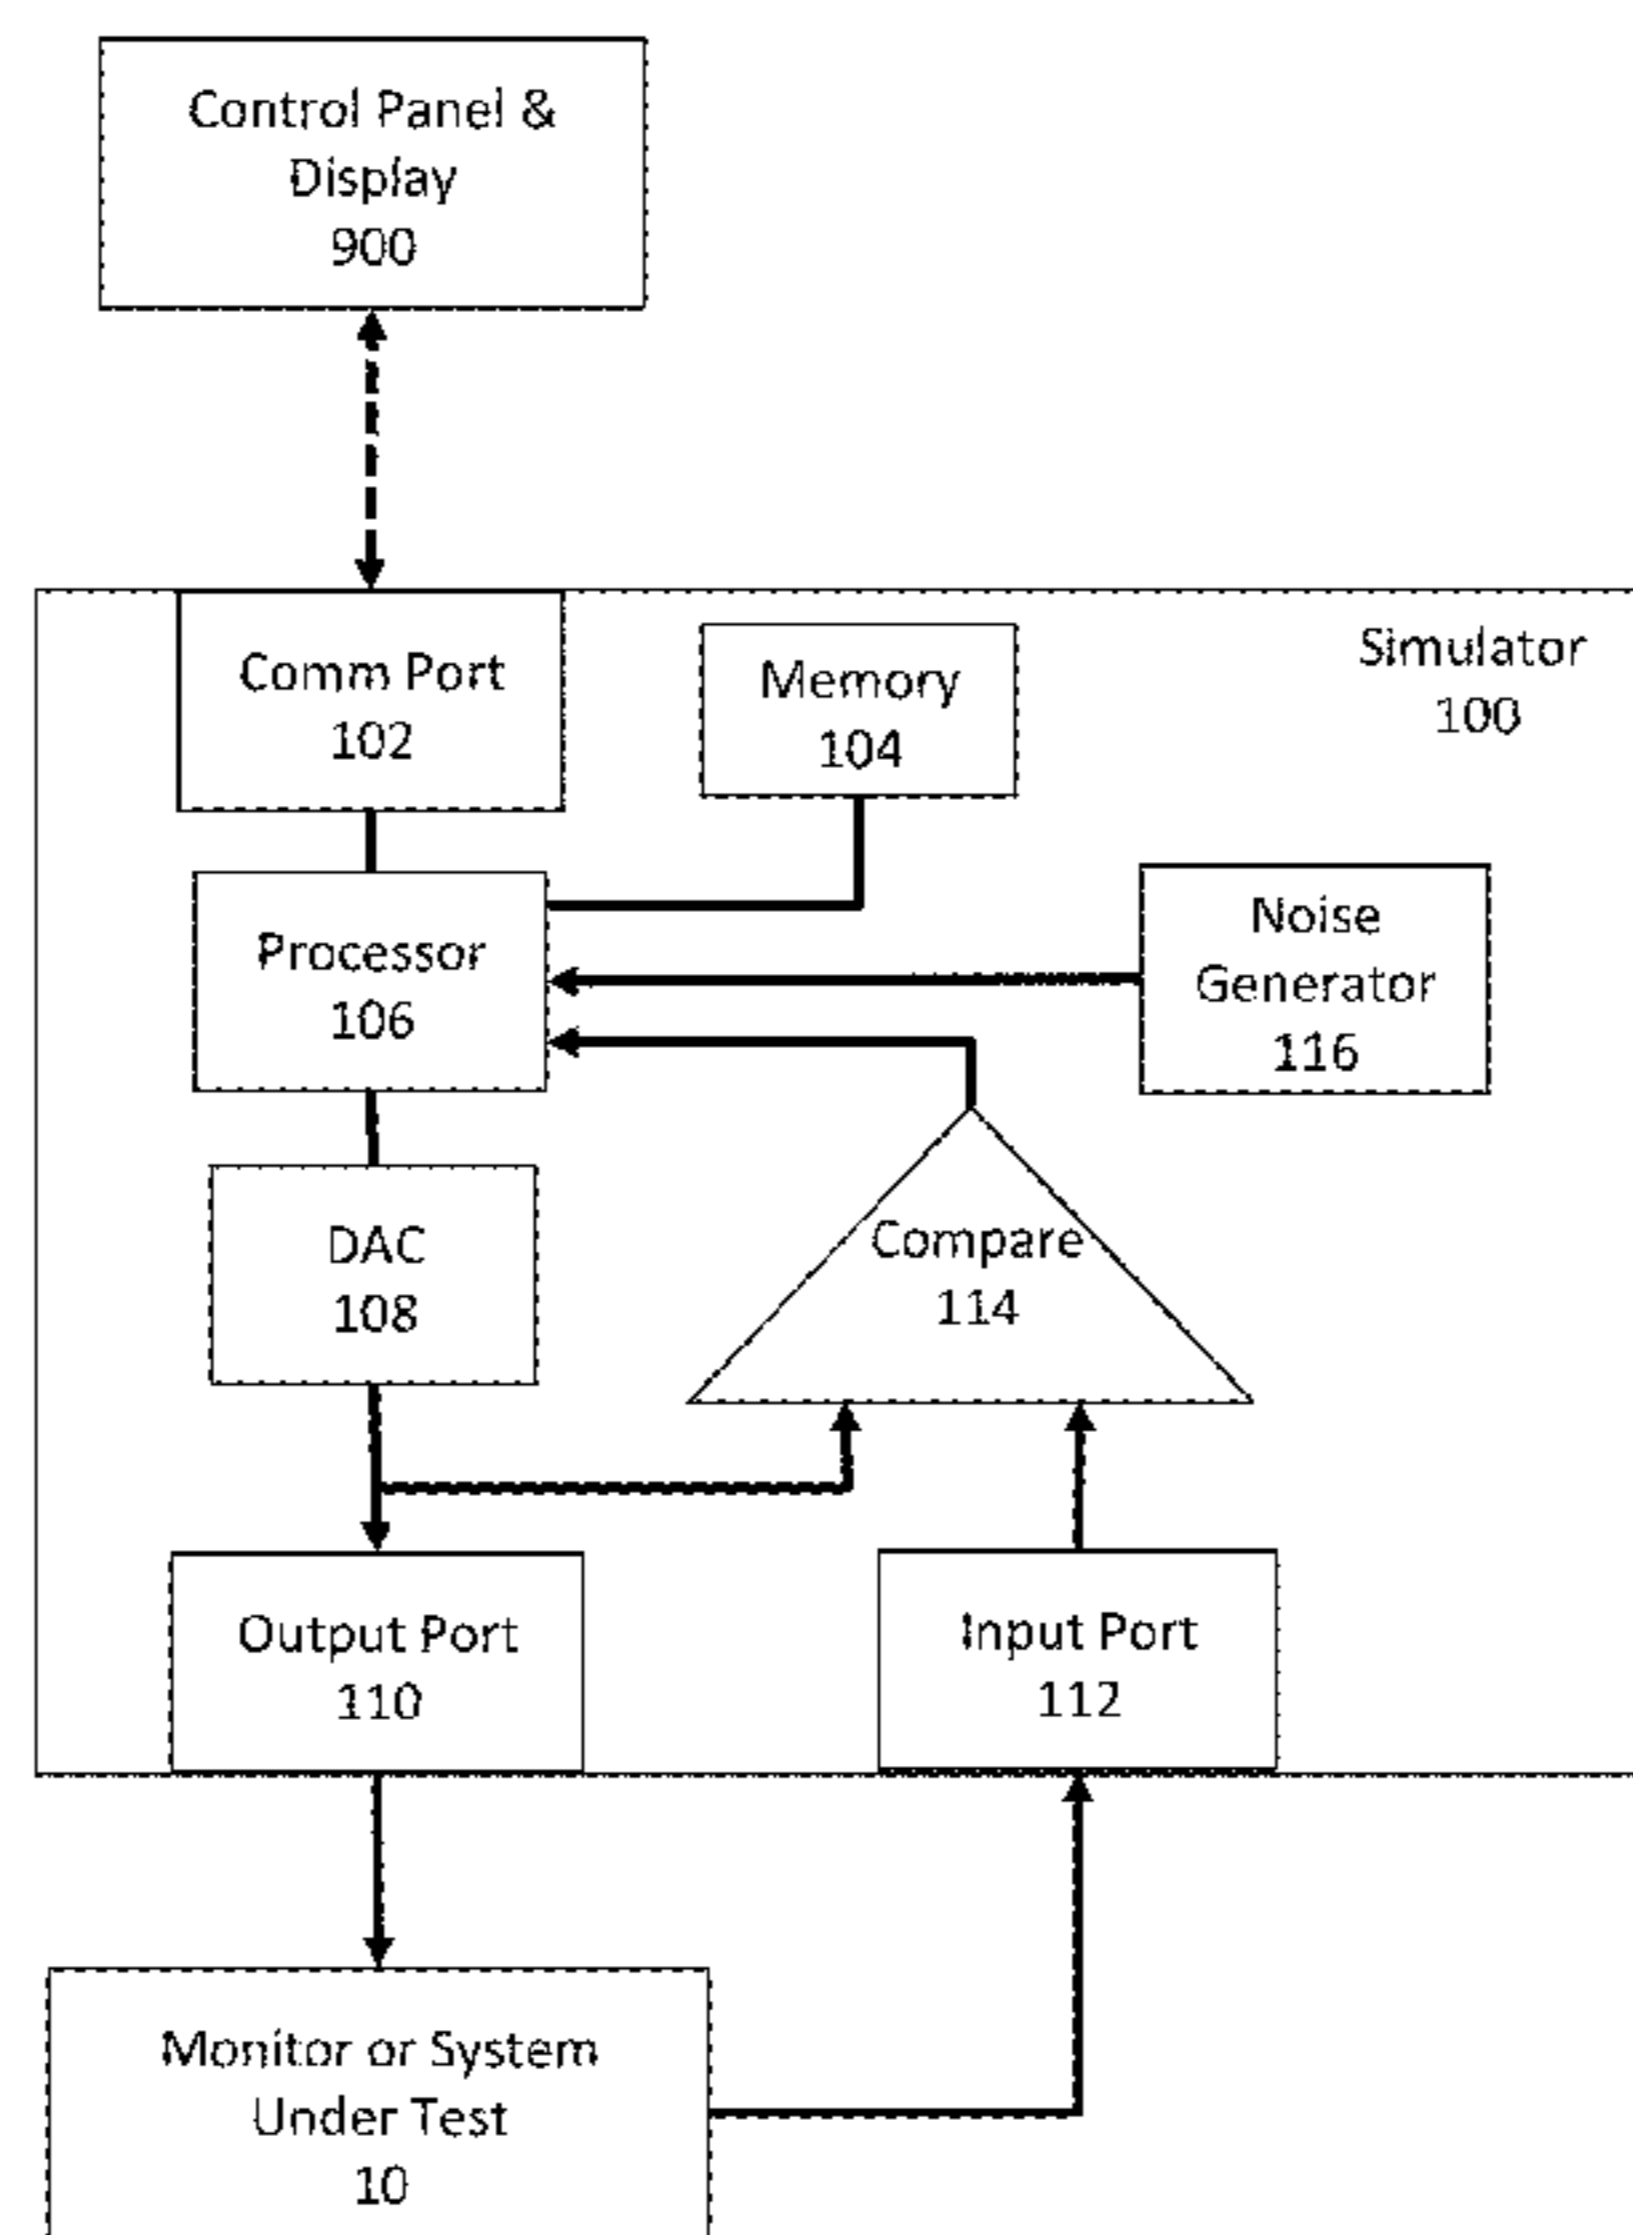 Control Panel &
Display
900
Comm Port
102
Memory
104
Simulator
100
Processor
106
Noise
Generator
116
DAC
108
Compare
114
Output Port
110
Input Port
112
Monitor or System
Under Test
10